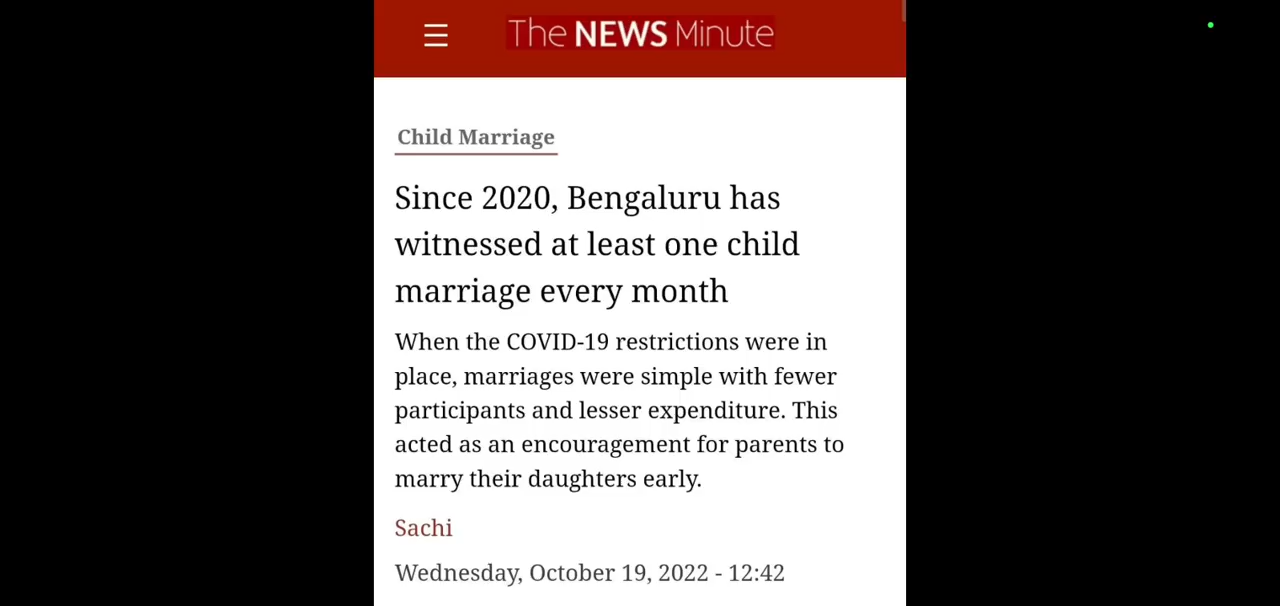 The NEWS Minute
Child Marriage
Since 2020, Bengaluru has
witnessed at least one child
marriage every month
When the COVID-19 restrictions were in
place, marriages were simple with fewer
participants and lesser expenditure. This
acted as an encouragement for parents to
marry their daughters early.
Sachi
Wednesday, October 19, 2022 - 12:42